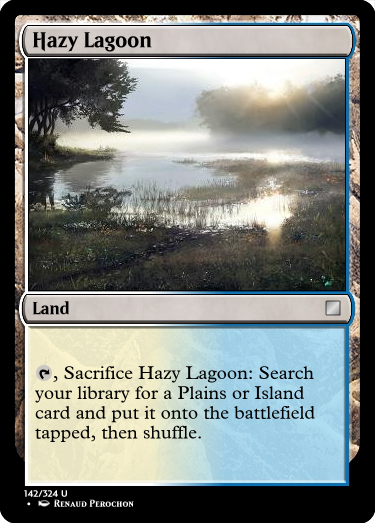 Hazy Lagoon
Land
, Sacrifice Hazy Lagoon: Search
your library for a Plains or Island
card and put it onto the battlefield
tapped, then shuffle.
142/324 U
• Renaud Perochon